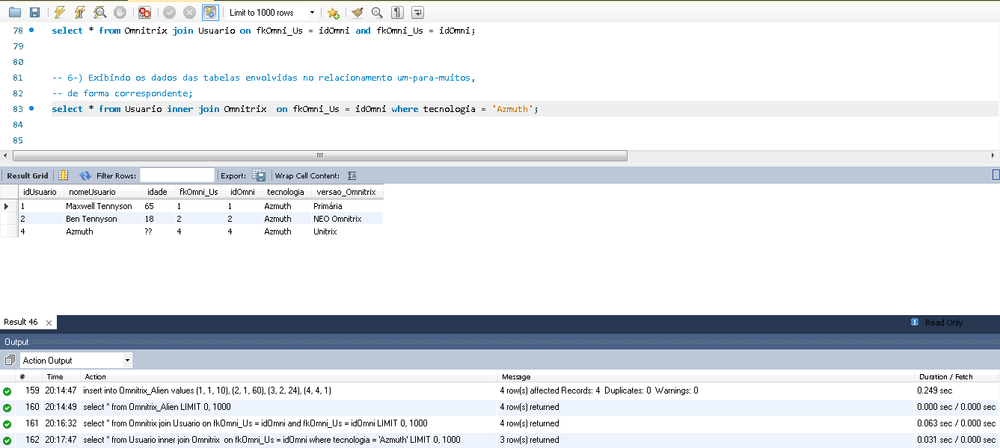 Limit to 1000 rows
78 select * from Omnitrix join Usuario on fkOmni_Us = idOmni and fkOmni_Us = idOmni;
79
80
81 -- 6-) Exibindo os dados das tabelas envolvidas no relacionamento um-para-muitos,
82 -- de forma correspondente;
83 select * from Usuario inner join Omnitrix  on fkOmni_Us = idOmni where tecnologia = 'Azmuth';
84
85
Result Grid Filter Rows: Export: Wrap Cell Content: IA
idUsuario nomeUsuario idade fkOmni_Us idOmni tecnologia versao_Omnitrix
1 Maxwell Tennyson 65 1 1 Azmuth Primária
2 Ben Tennyson 18 2 2 Azmuth NEO Omnitrix
4 Azmuth ?? 4 4 Azmuth Unitrix
Result 46 Read Only
Output
Action Output
# Time Action Message Duration / Fetch
159 20:14:47 insert into Omnitrix_Alien values (1, 1, 10), (2, 1, 60), (3, 2, 24), (4, 4, 1) 4 row(s) affected Records: 4  Duplicates: 0  Warnings: 0 0.249 sec
160 20:14:49 select * from Omnitrix_Alien LIMIT 0, 1000 4 row(s) returned 0.000 sec / 0.000 sec
161 20:16:32 select * from Omnitrix join Usuario on fkOmni_Us = idOmni and fkOmni_Us = idOmni LIMIT 0, 1000 4 row(s) returned 0.063 sec / 0.000 sec
162 20:17:47 select * from Usuario inner join Omnitrix  on fkOmni_Us = idOmni where tecnologia = 'Azmuth' LIMIT 0, 1000 3 row(s) returned 0.031 sec / 0.000 sec